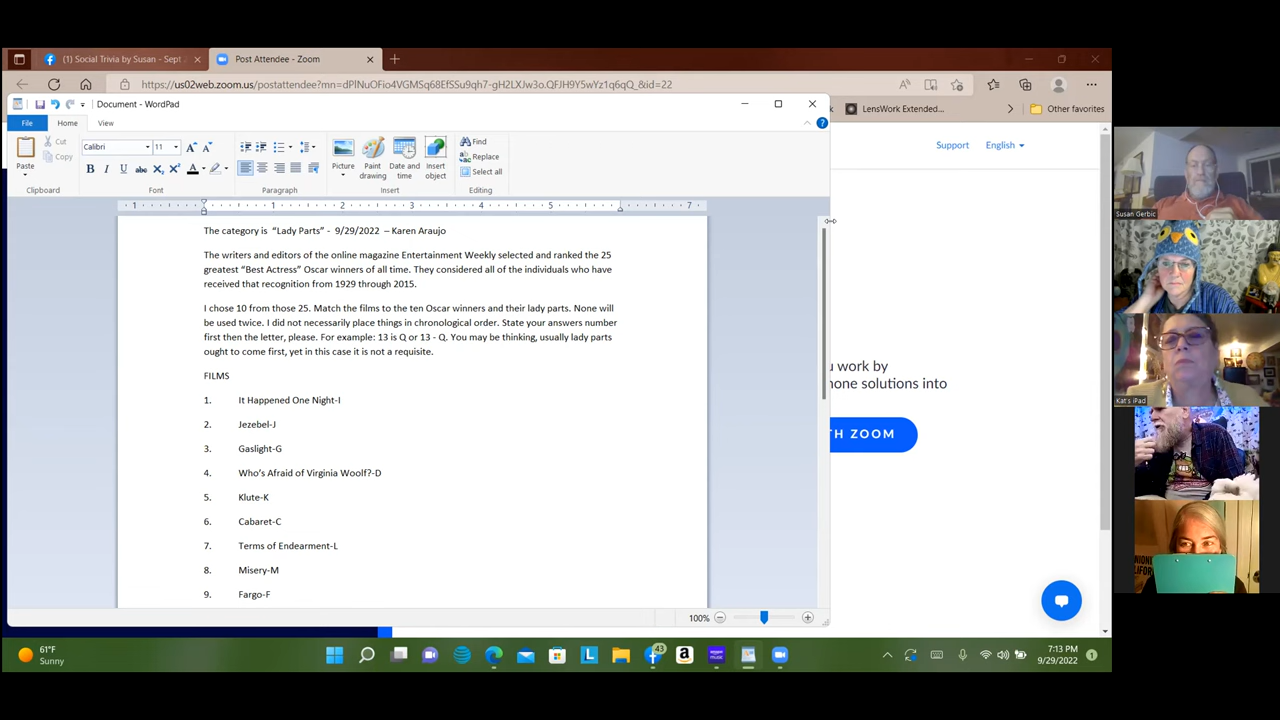 (1) Social Trivia by Susan - Sept
Post Attendee - Zoom
https://us02web.zoom.us/postattendee?mn=dPlNuOFio4VGMSq68EfSSu9qh7-gH2LXJw3o.QFJH9Y5wYz1q6qQ_&id=22
LensWork Extended...
Other favorites
Document - WordPad
File
Home
View
Paste
Cut
Copy
Clipboard
Calibri
11
Font
Paragraph
Picture
Paint drawing
Date and time
Insert object
Insert
Find
Replace
Select all
Editing
1 1 2 3 4 5 7
Support
English
The category is "Lady Parts" - 9/29/2022 – Karen Araujo
The writers and editors of the online magazine Entertainment Weekly selected and ranked the 25
greatest "Best Actress" Oscar winners of all time. They considered all of the individuals who have
received that recognition from 1929 through 2015.
I chose 10 from those 25. Match the films to the ten Oscar winners and their lady parts. None will
be used twice. I did not necessarily place things in chronological order. State your answers number
first then the letter, please. For example: 13 is Q or 13 - Q. You may be thinking, usually lady parts
ought to come first, yet in this case it is not a requisite.
FILMS
1. It Happened One Night-I
2. Jezebel-J
3. Gaslight-G
4. Who's Afraid of Virginia Woolf?-D
5. Klute-K
6. Cabaret-C
7. Terms of Endearment-L
8. Misery-M
9. Fargo-F
100%
u work by
none solutions into
TH ZOOM
Susan Gerbic
Kat's iPad
61°F
Sunny
43
7:13 PM
9/29/2022
1